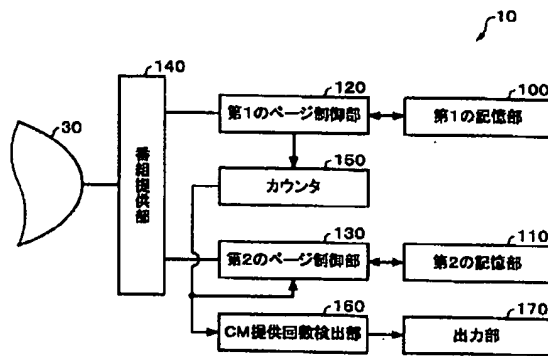 10
140
120
100
30
第1のページ制御部
第1の記憶部
番組提供部
150
カウンタ
130
110
第2のページ制御部
第2の記憶部
160
170
CM提供回数検出部
出力部